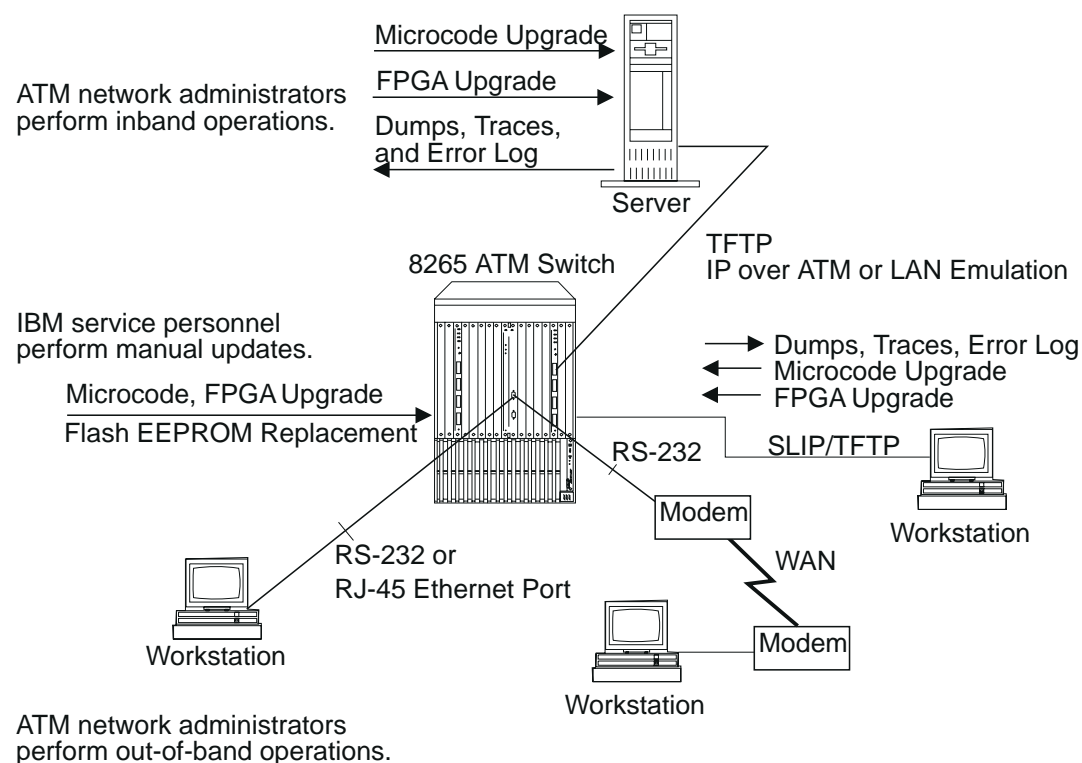 Microcode Upgrade
FPGA Upgrade
ATM network administrators
perform inband operations.
Dumps, Traces,
and Error Log
Server
TFTP
IP over ATM or LAN Emulation
8265 ATM Switch
IBM service personnel
perform manual updates.
Dumps, Traces, Error Log
Microcode Upgrade
FPGA Upgrade
Microcode, FPGA Upgrade
Flash EEPROM Replacement
RS-232
SLIP/TFTP
Modem
Workstation
RS-232 or
RJ-45 Ethernet Port
WAN
Workstation
Modem
Workstation
ATM network administrators
perform out-of-band operations.